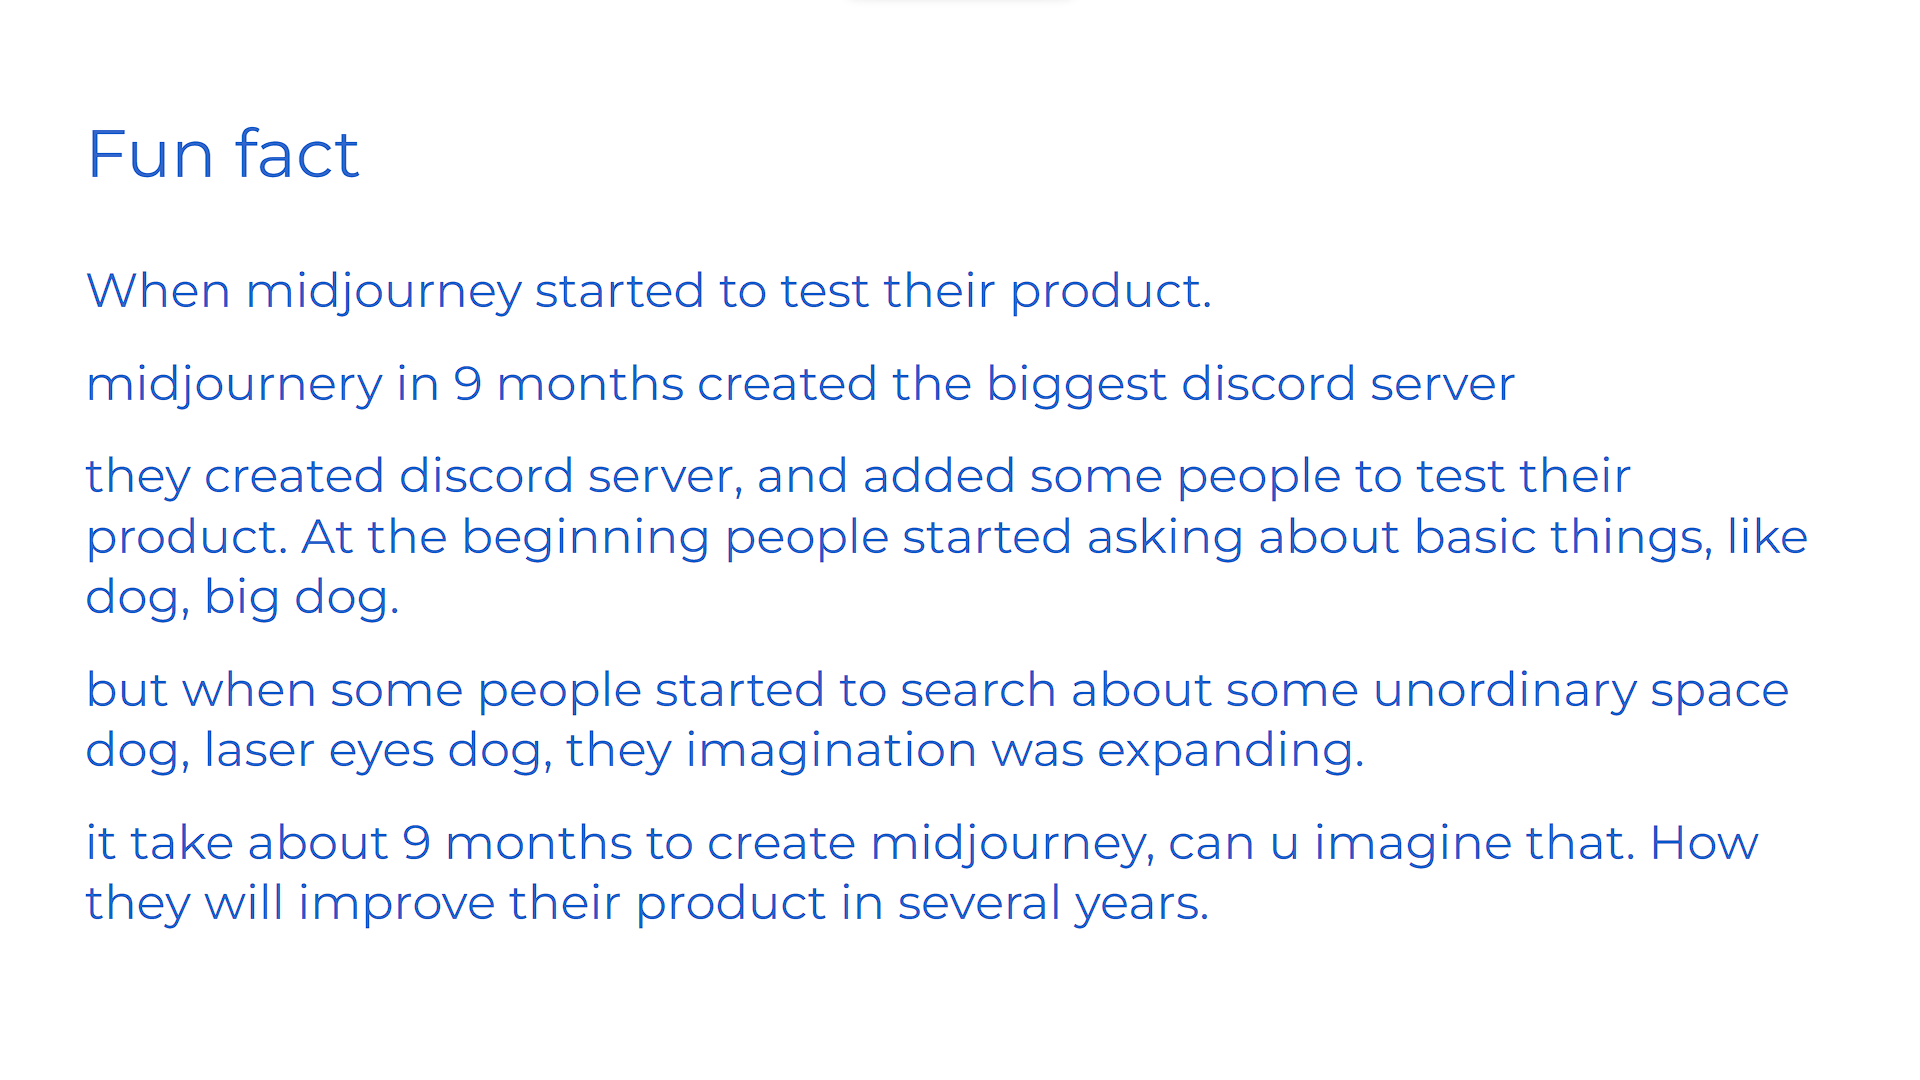 Fun fact
When midjourney started to test their product.
midjournery in 9 months created the biggest discord server
they created discord server, and added some people to test their
product. At the beginning people started asking about basic things, like
dog, big dog.
but when some people started to search about some unordinary space
dog, laser eyes dog, they imagination was expanding.
it take about 9 months to create midjourney, can u imagine that. How
they will improve their product in several years.